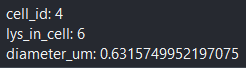 cell_id: 4
lys_in_cell: 6
diameter_um: 0.6315749952197075